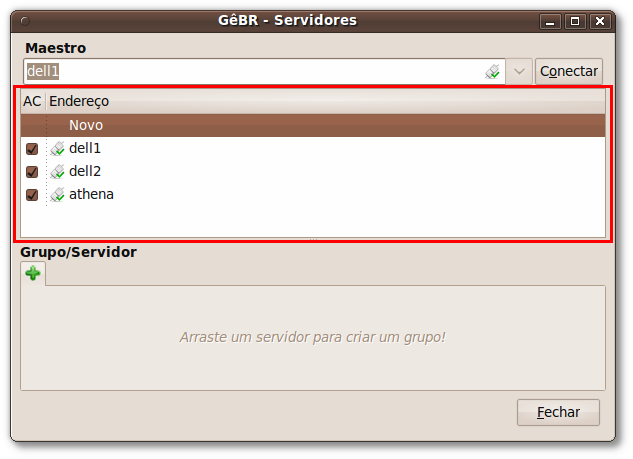 GêBR - Servidores
Maestro
dell1
Conectar
AC Endereço
Novo
dell1
dell2
athena
Grupo/Servidor
Arraste um servidor para criar um grupo!
Fechar